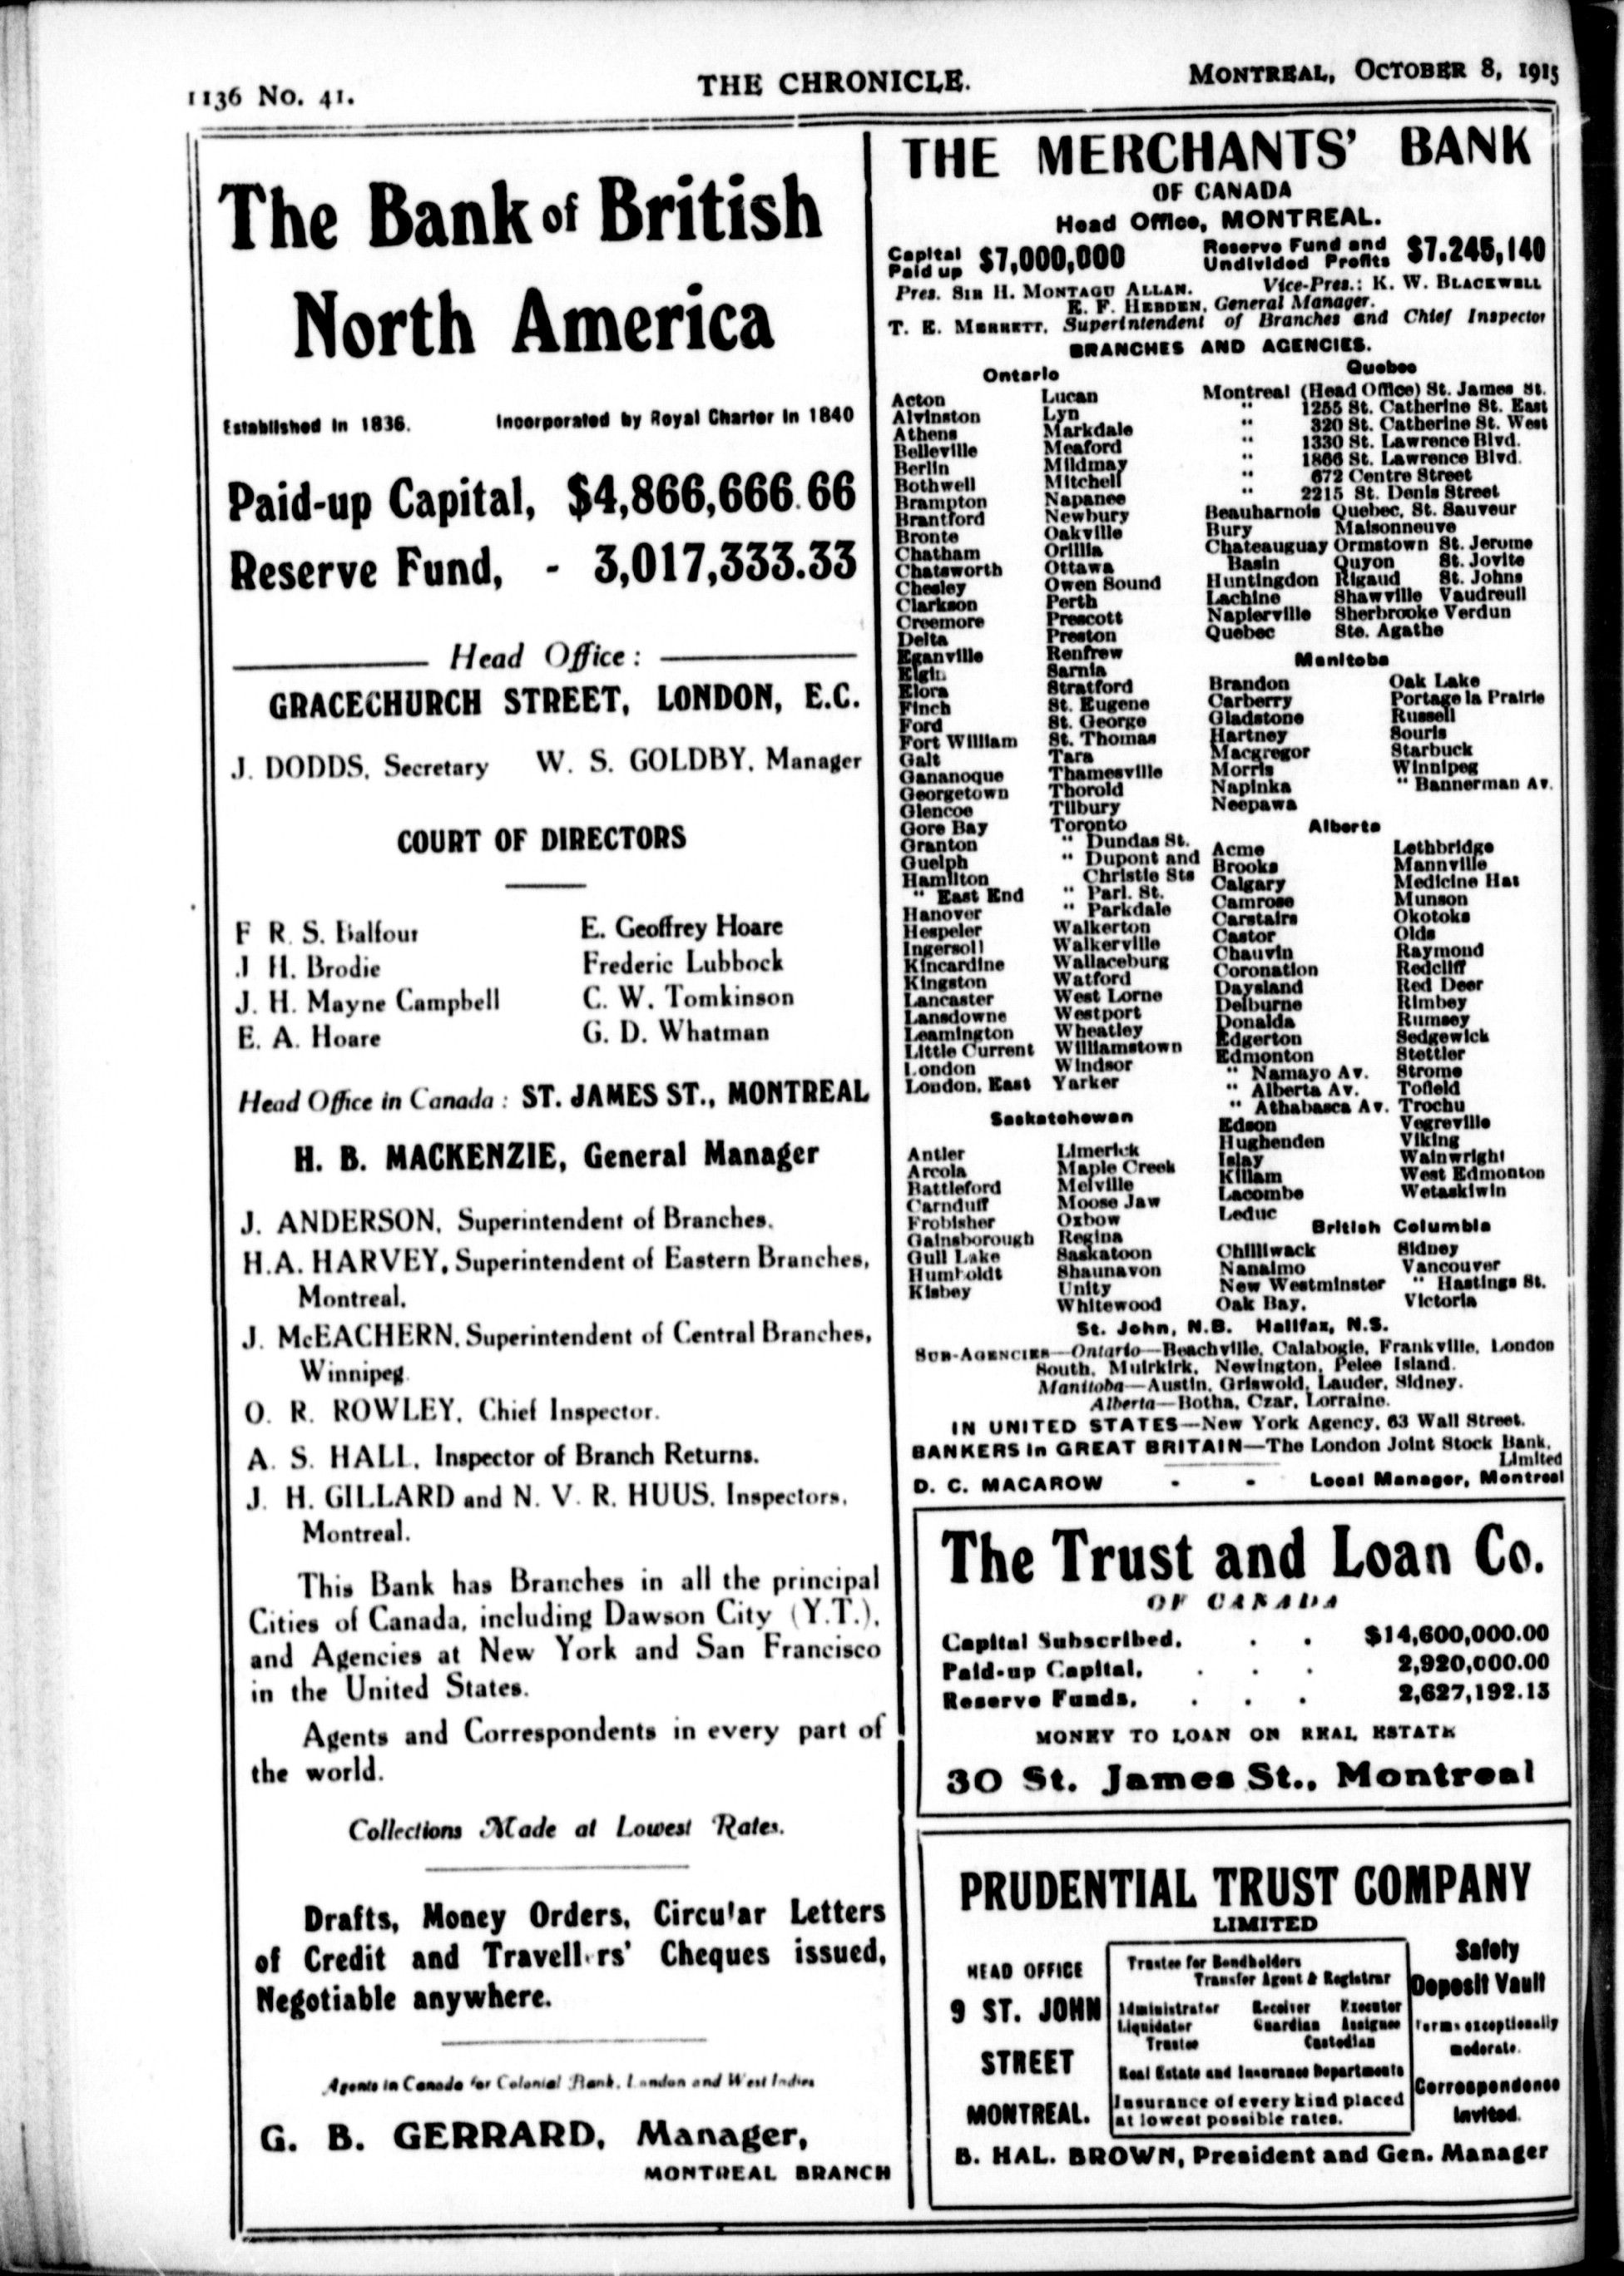 1136 No. 41.
THE CHRONICLE.
MONTREAL, OCTOBER 8, 1915
The Bank of British
North America
Established in 1836.
Incorporated by Royal Charter in 1840
Paid-up Capital, $4,866,666.66
Reserve Fund, - 3,017,333.33
Head Office:
GRACECHURCH STREET, LONDON, E.C.
J. DODDS, Secretary
W. S. GOLDBY, Manager
COURT OF DIRECTORS
F. R. S. Balfour
J. H. Brodie
J. H. Mayne Campbell
E. A. Hoare
E. Geoffrey Hoare
Frederic Lubbock
C. W. Tomkinson
G. D. Whatman
Head Office in Canada: ST. JAMES ST., MONTREAL
H. B. MACKENZIE, General Manager
J. ANDERSON, Superintendent of Branches.
H.A. HARVEY, Superintendent of Eastern Branches,
Montreal.
J. McEACHERN, Superintendent of Central Branches,
Winnipeg.
O. R. ROWLEY, Chief Inspector.
A. S. HALL, Inspector of Branch Returns.
J. H. GILLARD and N. V. R. HUUS, Inspectors,
Montreal.
This Bank has Branches in all the principal
Cities of Canada, including Dawson City (Y.T.),
and Agencies at New York and San Francisco
in the United States.
Agents and Correspondents in every part of
the world.
Collections Made at Lowest Rates.
Drafts, Money Orders, Circular Letters
of Credit and Travellers' Cheques issued,
Negotiable anywhere.
Agents in Canada for Colonial Bank, London and West Indies
G. B. GERRARD, Manager,
MONTREAL BRANCH
THE MERCHANTS' BANK
OF CANADA
Head Office, MONTREAL.
Capital Paid up $7,000,000
Reserve Fund and Undivided Profits $7.245,140
Pres. SIR H. MONTAGU ALLAN. Vice-Pres.: K. W. BLACKWELL
E. F. HEBDEN, General Manager.
T. E. MERRETT, Superintendent of Branches and Chief Inspector
BRANCHES AND AGENCIES.
Ontario
Acton
Alvinston
Athens
Belleville
Berlin
Bothwell
Brampton
Brantford
Bronte
Chatham
Chatsworth
Chesley
Clarkson
Creemore
Delta
Eganville
Elgin
Elora
Finch
Ford
Fort William
Galt
Gananoque
Georgetown
Glencoe
Gore Bay
Granton
Guelph
Hamilton
" East End
Hanover
Hespeler
Ingersoll
Kincardine
Kingston
Lancaster
Lansdowne
Leamington
Little Current
London
London, East
Lucan
Lyn
Markdale
Meaford
Mildmay
Mitchell
Napanee
Newbury
Oakville
Orillia
Ottawa
Owen Sound
Perth
Prescott
Preston
Renfrew
Sarnia
Stratford
St. Eugene
St. George
St. Thomas
Tara
Thamesville
Thorold
Tilbury
Toronto
" Dundas St.
" Dupont and
Christie Sts
" Parl. St.
" Parkdale
Walkerton
Walkerville
Wallaceburg
Watford
West Lorne
Westport
Wheatley
Williamstown
Windsor
Yarker
Quebec
Montreal (Head Office) St. James St.
" 1255 St. Catherine St. East
" 320 St. Catherine St. West
" 1330 St. Lawrence Blvd.
" 1866 St. Lawrence Blvd.
" 672 Centre Street
" 2215 St. Denis Street
Beauharnois Quebec, St. Sauveur
Bury Maisonneuve
Chateauguay Ormstown St. Jerome
Basin Quyon St. Jovite
Huntingdon Rigaud St. Johns
Lachine Shawville Vaudreuil
Napierville Sherbrooke Verdun
Quebec Ste. Agathe
Manitoba
Brandon
Carberry
Gladstone
Hartney
Macgregor
Morris
Napinka
Neepawa
Oak Lake
Portage la Prairie
Russell
Souris
Starbuck
Winnipeg
" Bannerman Av.
Alberta
Acme
Brooks
Calgary
Camrose
Carstairs
Castor
Chauvin
Coronation
Daysland
Delburne
Donalda
Edgerton
Edmonton
" Namayo Av.
" Alberta Av.
" Athabasca Av.
Edson
Hughenden
Islay
Killam
Lacombe
Leduc
Lethbridge
Mannville
Medicine Hat
Munson
Okotoks
Olds
Raymond
Redcliff
Red Deer
Rimbey
Rumsey
Sedgewick
Stettler
Strome
Tofield
Trochu
Vegreville
Viking
Wainwright
West Edmonton
Wetaskiwin
Saskatchewan
Antler
Arcola
Battleford
Carnduff
Frobisher
Gainsborough
Gull Lake
Humboldt
Kisbey
Limerick
Maple Creek
Melville
Moose Jaw
Oxbow
Regina
Saskatoon
Shaunavon
Unity
Whitewood
British Columbia
Chilliwack
Nanaimo
New Westminster
Oak Bay,
Sidney
Vancouver
" Hastings St.
Victoria
St. John, N.B. Halifax, N.S.
SUB-AGENCIES—Ontario—Beachville, Calabogie, Frankville, London
South, Muirkirk, Newington, Pelee Island.
Manitoba—Austin, Griswold, Lauder, Sidney.
Alberta—Botha, Czar, Lorraine.
IN UNITED STATES—New York Agency, 63 Wall Street.
BANKERS in GREAT BRITAIN—The London Joint Stock Bank,
Limited
D. C. MACAROW - - Local Manager, Montreal
The Trust and Loan Co.
OF CANADA
Capital Subscribed, . . $14,600,000.00
Paid-up Capital, . . . 2,920,000.00
Reserve Funds, . . . 2,627,192.13
MONEY TO LOAN ON REAL ESTATE
30 St. James St., Montreal
PRUDENTIAL TRUST COMPANY
LIMITED
HEAD OFFICE
9 ST. JOHN
STREET
MONTREAL.
Trustee for Bondholders
Transfer Agent & Registrar
Administrator Receiver Executor
Liquidator Guardian Assignee
Trustee Custodian
Real Estate and Insurance Departments
Insurance of every kind placed
at lowest possible rates.
Safety
Deposit Vault
Terms exceptionally
moderate.
Correspondence
invited.
B. HAL. BROWN, President and Gen. Manager